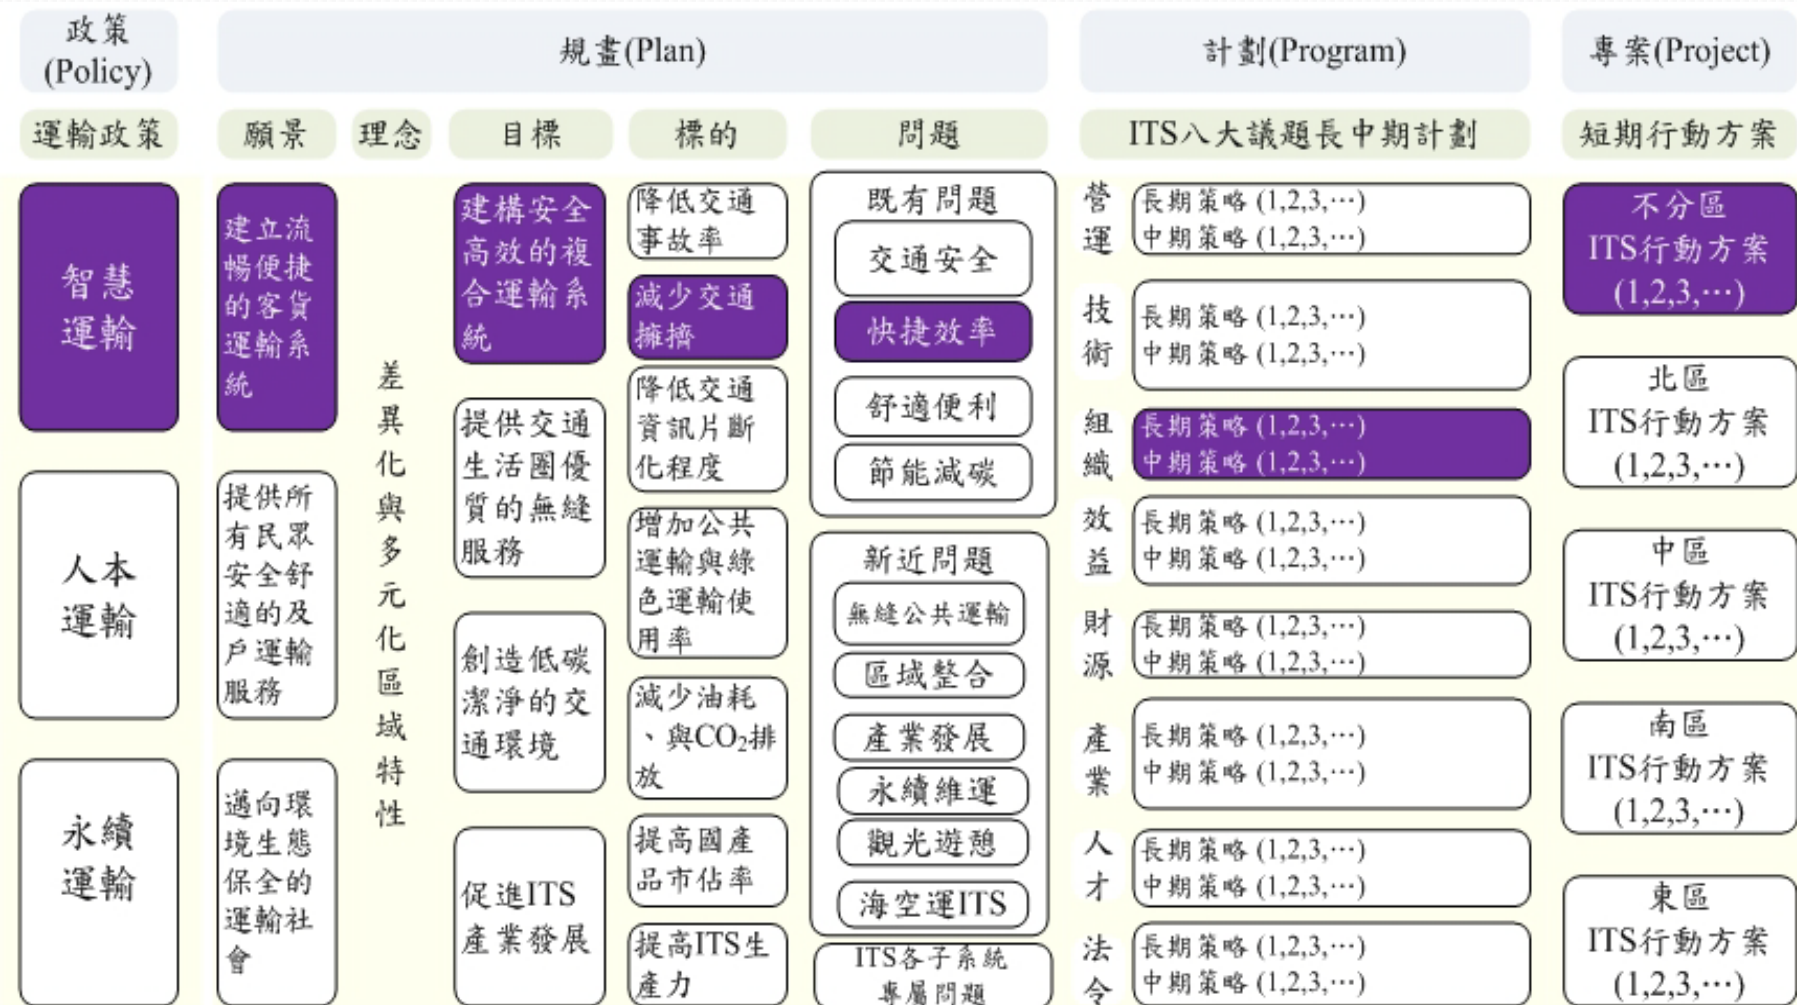 政策
(Policy)
規畫(Plan)
計劃(Program)
專案(Project)
運輸政策
願景
理念
目標
標的
問題
ITS八大議題長中期計劃
短期行動方案
智慧
運輸
人本
運輸
永續
運輸
建立流
暢便捷
的客貨
運輸系
統
提供所
有民眾
安全舒
適的及
戶運輸
服務
邁向環
境生態
保全的
運輸社
會
差
異
化
與
多
元
化
區
域
特
性
建構安全
高效的複
合運輸系
統
提供交通
生活圈優
質的無縫
服務
創造低碳
潔淨的交
通環境
促進ITS
產業發展
降低交通
事故率
減少交通
擁擠
降低交通
資訊片斷
化程度
增加公共
運輸與綠
色運輸使
用率
減少油耗
、與CO₂排
放
提高國產
品市佔率
提高ITS生
產力
既有問題
交通安全
快捷效率
舒適便利
節能減碳
新近問題
無縫公共運輸
區域整合
產業發展
永續維運
觀光遊憩
海空運ITS
ITS各子系統
專屬問題
營
運
長期策略 (1,2,3,⋯)
中期策略 (1,2,3,⋯)
技
術
長期策略 (1,2,3,⋯)
中期策略 (1,2,3,⋯)
組
織
長期策略 (1,2,3,⋯)
中期策略 (1,2,3,⋯)
效
益
長期策略 (1,2,3,⋯)
中期策略 (1,2,3,⋯)
財
源
長期策略 (1,2,3,⋯)
中期策略 (1,2,3,⋯)
產
業
長期策略 (1,2,3,⋯)
中期策略 (1,2,3,⋯)
人
才
長期策略 (1,2,3,⋯)
中期策略 (1,2,3,⋯)
法
令
長期策略 (1,2,3,⋯)
中期策略 (1,2,3,⋯)
不分區
ITS行動方案
(1,2,3,⋯)
北區
ITS行動方案
(1,2,3,⋯)
中區
ITS行動方案
(1,2,3,⋯)
南區
ITS行動方案
(1,2,3,⋯)
東區
ITS行動方案
(1,2,3,⋯)